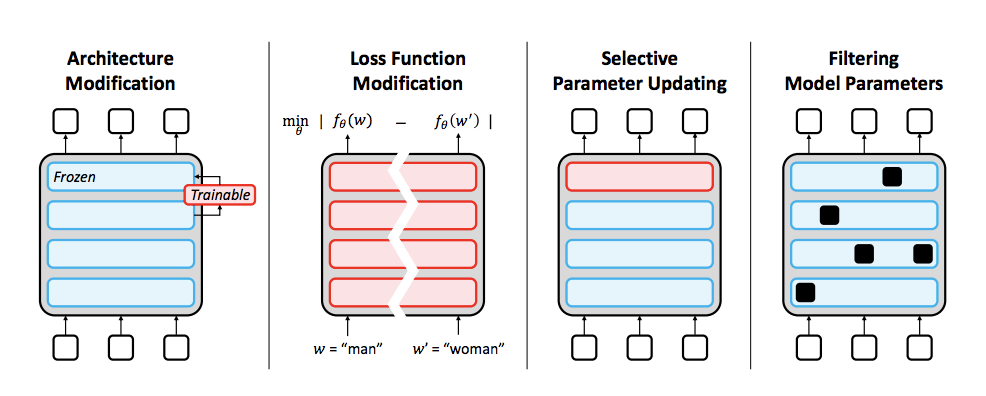 Architecture
Modification
Loss Function
Modification
Selective
Parameter Updating
Filtering
Model Parameters
min | fθ(w) − fθ(w′) |
θ
Frozen
Trainable
w = “man”
w′ = “woman”